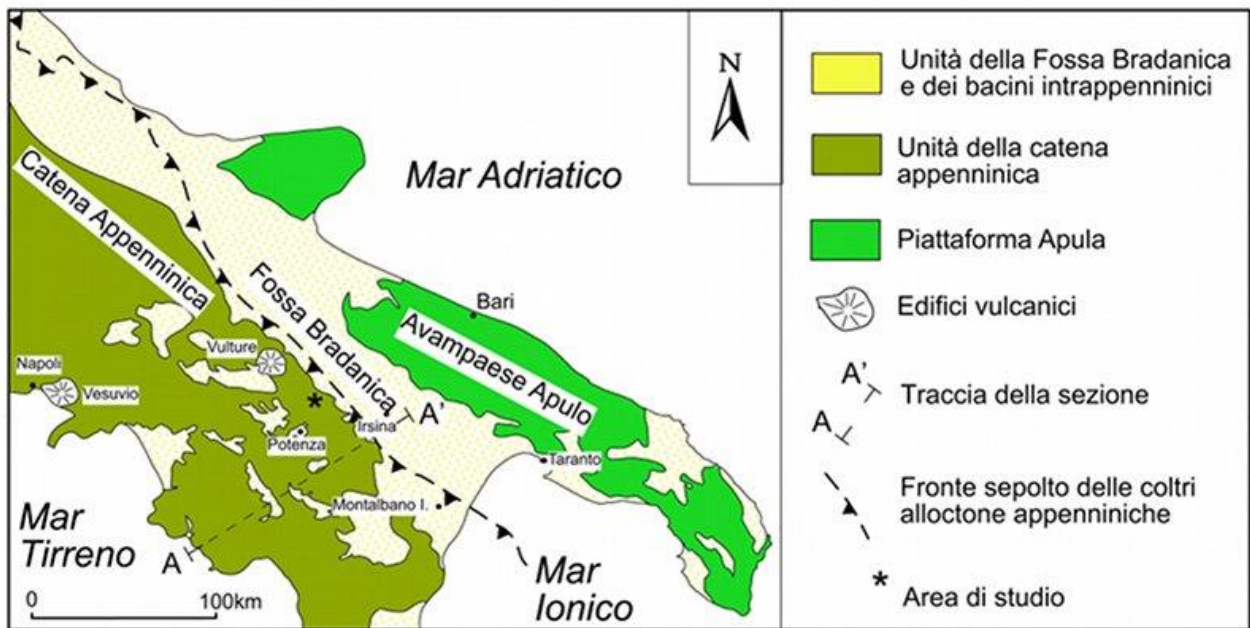 N
Mar Adriatico
Catena Appenninica
Fossa Bradanica
Bari
Avampaese Apulo
Vulture
Napoli
Vesuvio
A'
Irsina
Potenza
Taranto
Montalbano I.
Mar
Tirreno
A
Mar
Ionico
0
100km
Unità della Fossa Bradanica
e dei bacini intrappenninici
Unità della catena
appenninica
Piattaforma Apula
Edifici vulcanici
A'
Traccia della sezione
A
Fronte sepolto delle coltri
alloctone appenniniche
* Area di studio